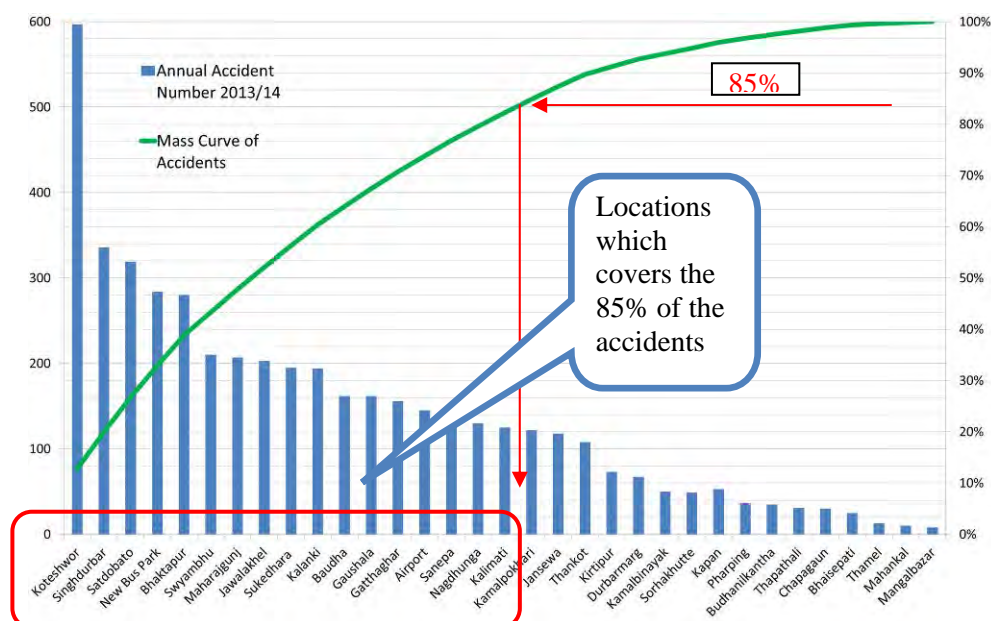 600
500
400
300
200
100
0
100%
90%
80%
70%
60%
50%
40%
30%
20%
10%
0%
Annual Accident
Number 2013/14
Mass Curve of
Accidents
85%
Locations
which
covers the
85% of the
accidents
Koteshwor
Singhdurbar
Satdobato
New Bus Park
Bhaktapur
Swyambhu
Maharajgunj
Jawalakhel
Sukedhara
Kalanki
Baudha
Gaushala
Gatthaghar
Airport
Sanepa
Nagdhunga
Kalimati
Kamalpokhari
Jansewa
Thankot
Kirtipur
Durbarmarg
Kamalbinayak
Sorhakhutte
Kapan
Pharping
Budhanilkantha
Thapathali
Chapagaun
Bhaisepati
Thamel
Mahankal
Mangalbazar